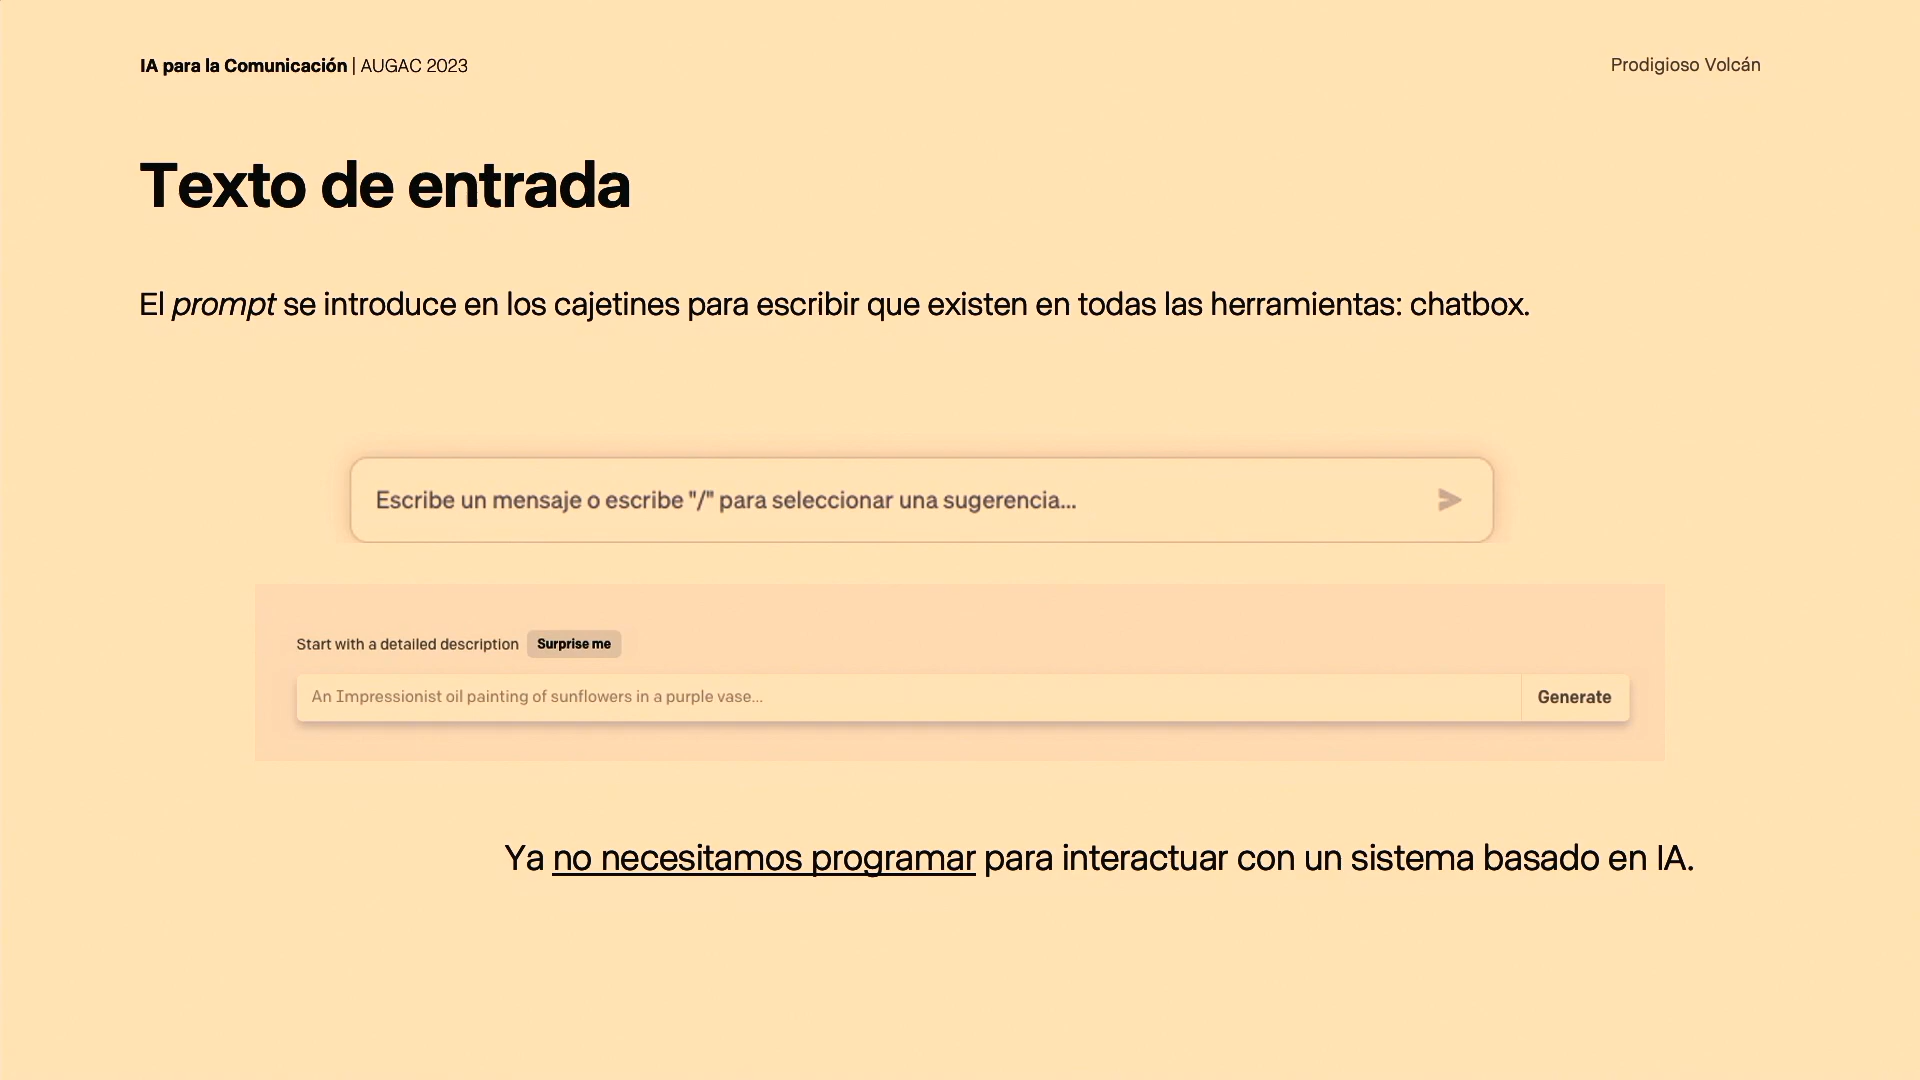 IA para la Comunicación | AUGAC 2023
Prodigioso Volcán
Texto de entrada
El prompt se introduce en los cajetines para escribir que existen en todas las herramientas: chatbox.
Escribe un mensaje o escribe "/" para seleccionar una sugerencia...
Start with a detailed description
Surprise me
An Impressionist oil painting of sunflowers in a purple vase...
Generate
Ya no necesitamos programar para interactuar con un sistema basado en IA.